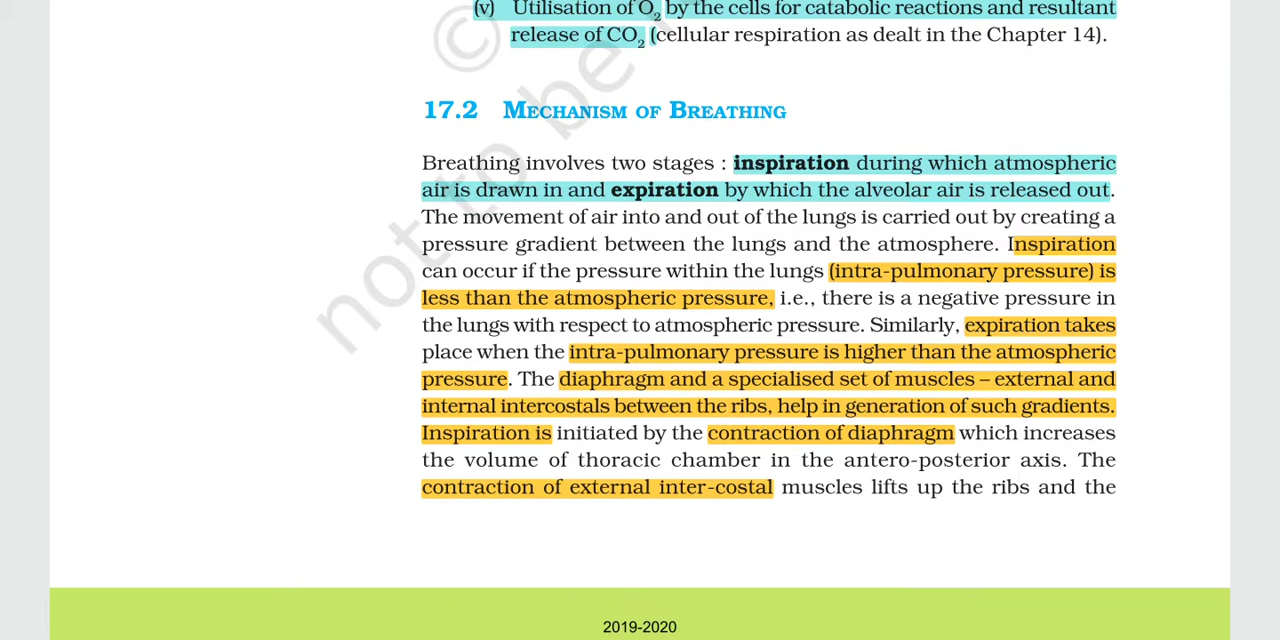 (v) Utilisation of O2 by the cells for catabolic reactions and resultant
release of CO2 (cellular respiration as dealt in the Chapter 14).
17.2 MECHANISM OF BREATHING
Breathing involves two stages : inspiration during which atmospheric
air is drawn in and expiration by which the alveolar air is released out.
The movement of air into and out of the lungs is carried out by creating a
pressure gradient between the lungs and the atmosphere. Inspiration
can occur if the pressure within the lungs (intra-pulmonary pressure) is
less than the atmospheric pressure, i.e., there is a negative pressure in
the lungs with respect to atmospheric pressure. Similarly, expiration takes
place when the intra-pulmonary pressure is higher than the atmospheric
pressure. The diaphragm and a specialised set of muscles – external and
internal intercostals between the ribs, help in generation of such gradients.
Inspiration is initiated by the contraction of diaphragm which increases
the volume of thoracic chamber in the antero-posterior axis. The
contraction of external inter-costal muscles lifts up the ribs and the
©
not to be
2019-2020